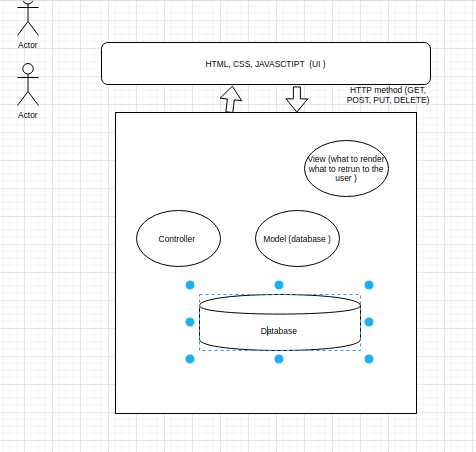 Actor
HTML, CSS, JAVASCTIPT (UI )
Actor
HTTP method (GET,
POST, PUT, DELETE)
View (what to render
what to retrun to the
user )
Controller
Model (database )
Database